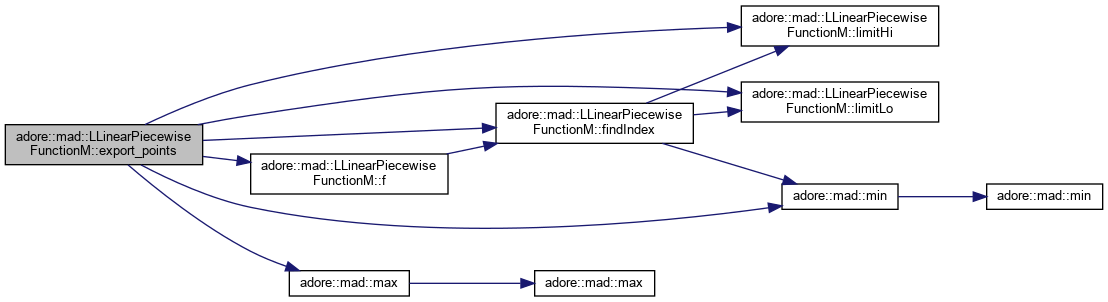 adore::mad::LLinearPiecewise
FunctionM::export_points
adore::mad::LLinearPiecewise
FunctionM::limitHi
adore::mad::LLinearPiecewise
FunctionM::limitLo
adore::mad::LLinearPiecewise
FunctionM::findIndex
adore::mad::LLinearPiecewise
FunctionM::f
adore::mad::min
adore::mad::min
adore::mad::max
adore::mad::max